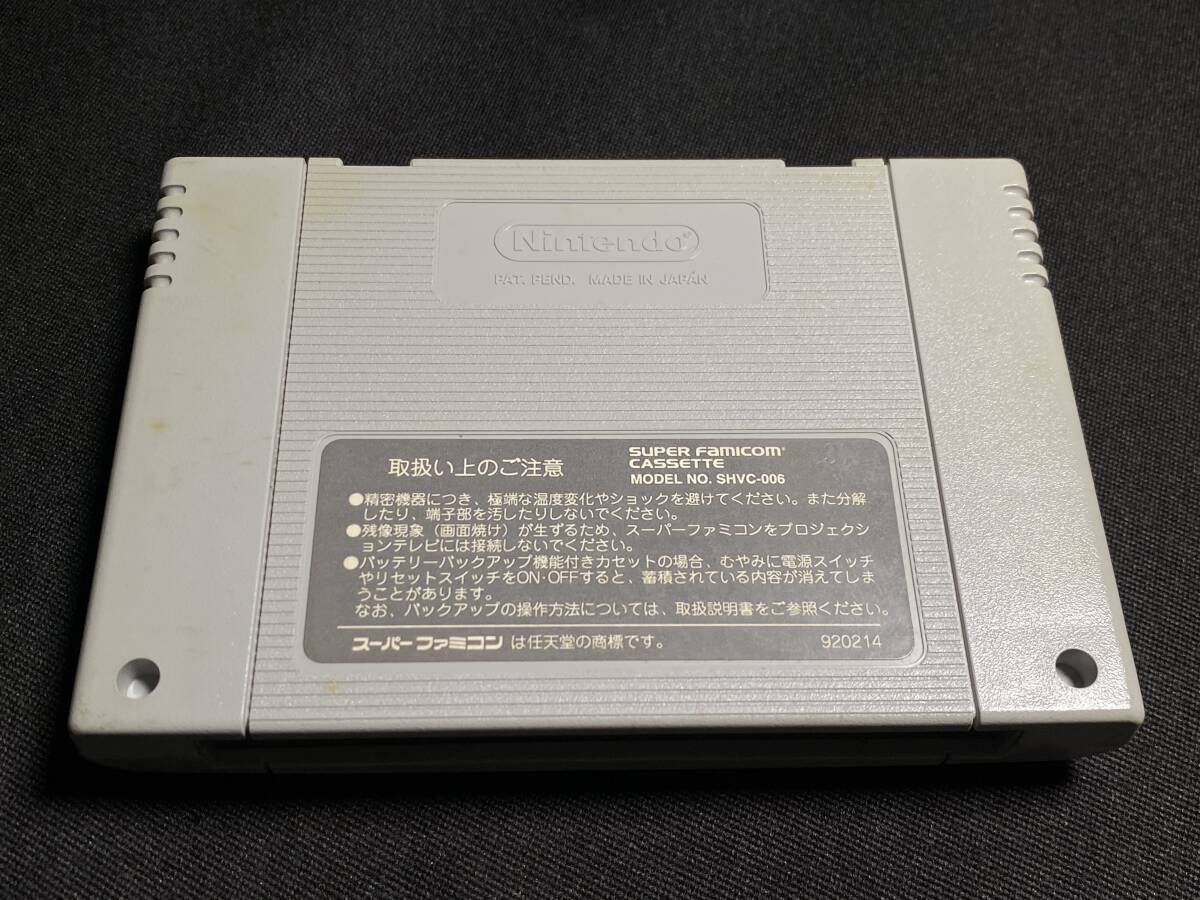 Nintendo®
PAT. PEND. MADE IN JAPAN
取扱い上のご注意
SUPER FAMICOM®
CASSETTE
MODEL NO. SHVC-006
●精密機器につき、極端な温度変化やショックを避けてください。また分解
したり、端子部を汚したりしないでください。
●残像現象（画面焼け）が生ずるため、スーパーファミコンをプロジェクシ
ョンテレビには接続しないでください。
●バッテリーバックアップ機能付きカセットの場合、むやみに電源スイッチ
やリセットスイッチをON·OFFすると、蓄積されている内容が消えてしま
うことがあります。
なお、バックアップの操作方法については、取扱説明書をご参照ください。
スーパーファミコン は任天堂の商標です。
920214